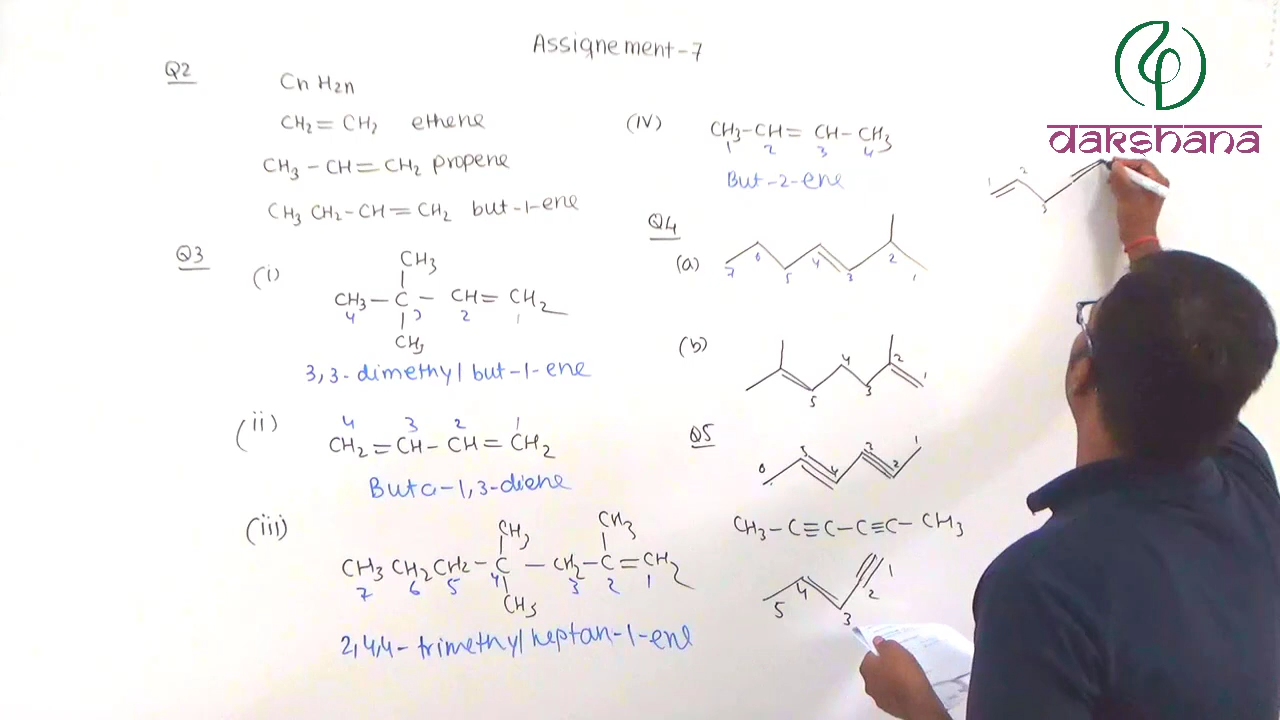 Assignement-7
Q2
CnH2n
CH2=CH2 ethene
CH3-CH=CH2 propene
CH3 CH2-CH=CH2 but-1-ene
Q3
(i)
CH3
CH3-C-CH=CH2
4 3 2 1
CH3
3,3-dimethyl but-1-ene
(ii)
4 3 2 1
CH2=CH-CH=CH2
Buta-1,3-diene
(iii)
CH3 CH3
CH3 CH2 CH2-C-CH2-C=CH2
7 6 5 4 3 2 1
CH3
2,4,4-trimethyl heptan-1-ene
(IV)
CH3-CH=CH-CH3
1 2 3 4
But-2-ene
Q4
(a)
7 6 5 4 3 2 1
(b)
5 4 3 2 1
Q5
6 5 4 3 2 1
CH3-C≡C-C≡C-CH3
5 4 3 2 1
1 2 3
dakshana